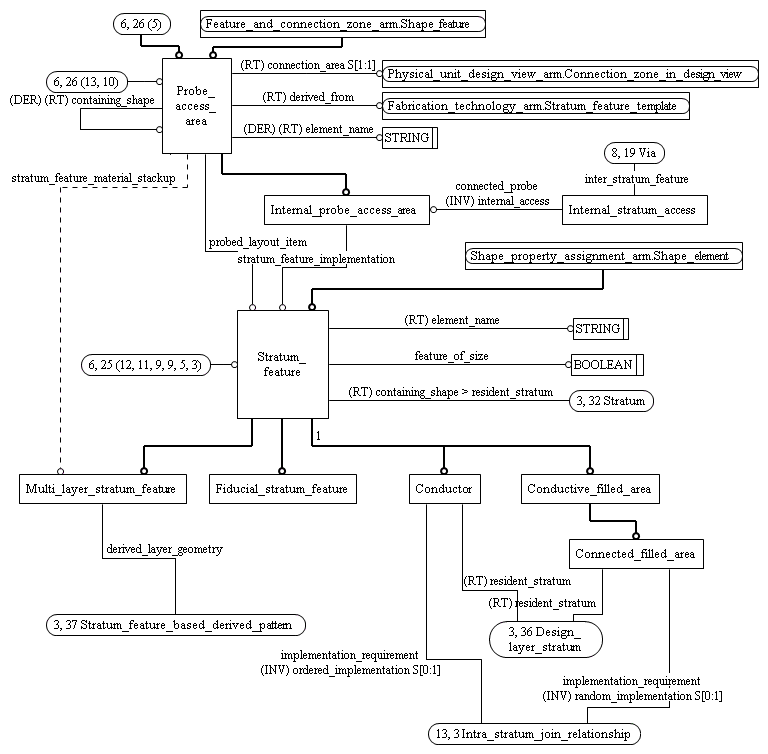 6, 26 (5)
Feature_and_connection_zone_arm.Shape_feature
6, 26 (13, 10)
(DER) (RT) containing_shape
Probe_
access_
area
(RT) connection_area S[1:1]
Physical_unit_design_view_arm.Connection_zone_in_design_view
(RT) derived_from
Fabrication_technology_arm.Stratum_feature_template
(DER) (RT) element_name
STRING
8, 19 Via
inter_stratum_feature
stratum_feature_material_stackup
connected_probe
(INV) internal_access
Internal_probe_access_area
Internal_stratum_access
probed_layout_item
stratum_feature_implementation
Shape_property_assignment_arm.Shape_element
(RT) element_name
STRING
6, 25 (12, 11, 9, 9, 5, 3)
Stratum_
feature
feature_of_size
BOOLEAN
(RT) containing_shape > resident_stratum
3, 32 Stratum
1
Multi_layer_stratum_feature
Fiducial_stratum_feature
Conductor
Conductive_filled_area
derived_layer_geometry
Connected_filled_area
(RT) resident_stratum
(RT) resident_stratum
3, 37 Stratum_feature_based_derived_pattern
3, 36 Design_
layer_stratum
implementation_requirement
(INV) ordered_implementation S[0:1]
implementation_requirement
(INV) random_implementation S[0:1]
13, 3 Intra_stratum_join_relationship